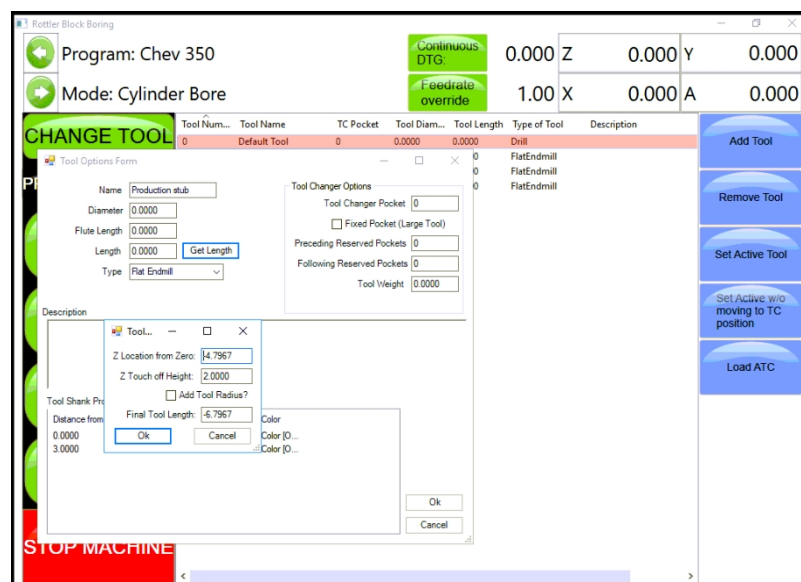 Rottler Block Boring
Program: Chev 350
Continuous DTG:
0.000 Z 0.000 Y 0.000
Mode: Cylinder Bore
Feedrate override
1.00 X 0.000 A 0.000
CHANGE TOOL
Tool Num... Tool Name TC Pocket Tool Diam... Tool Length Type of Tool Description
0 Default Tool 0 0.0000 0.0000 Drill
0 FlatEndmill
0 FlatEndmill
0 FlatEndmill
Add Tool
Remove Tool
Set Active Tool
Set Active w/o
moving to TC
position
Load ATC
Tool Options Form
Name Production stub
Diameter 0.0000
Flute Length 0.0000
Length 0.0000 Get Length
Type Flat Endmill
Tool Changer Options
Tool Changer Pocket 0
Fixed Pocket (Large Tool)
Preceding Reserved Pockets 0
Following Reserved Pockets 0
Tool Weight 0.0000
Description
Tool...
Z Location from Zero: -4.7967
Z Touch off Height: 2.0000
Add Tool Radius?
Final Tool Length: -6.7967
Ok Cancel
Tool Shank Pro
Distance from Color
0.0000 Color [O...
3.0000 Color [O...
Ok
Cancel
STOP MACHINE